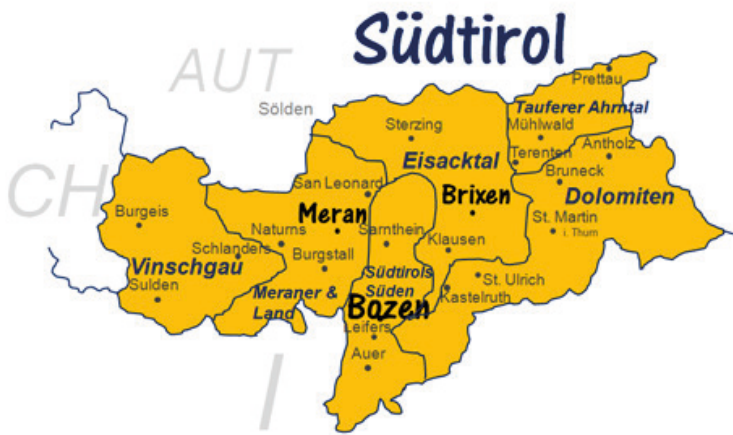 Südtirol
AUT
Prettau
Tauferer Ahrntal
Sölden
Sterzing
Mühlwald
Antholz
Eisacktal
Terenten
Bruneck
CH
San Leonard
Brixen
Dolomiten
Burgeis
Meran
St. Martin
i. Thurn
Naturns
Sarnthein
Klausen
Schlanders
Vinschgau
Burgstall
Südtirols
Süden
St. Ulrich
Sulden
Meraner &
Land
Kastelruth
Bozen
Leifers
Auer
I